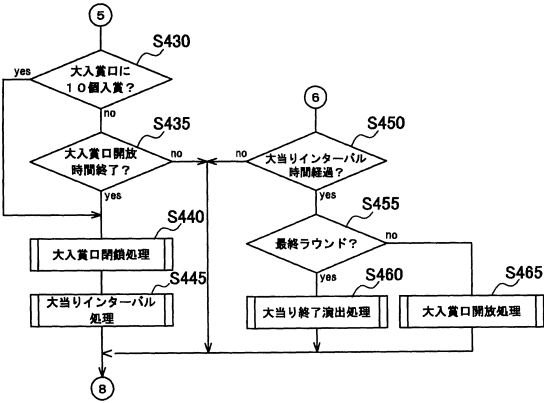 5
S430
大入賞口に
10個入賞？
yes
no
S435
大入賞口開放
時間終了？
no
yes
S440
大入賞口閉鎖処理
S445
大当りインターバル
処理
8
6
S450
大当りインターバル
時間経過？
no
yes
S455
最終ラウンド？
no
yes
S460
大当り終了演出処理
S465
大入賞口開放処理